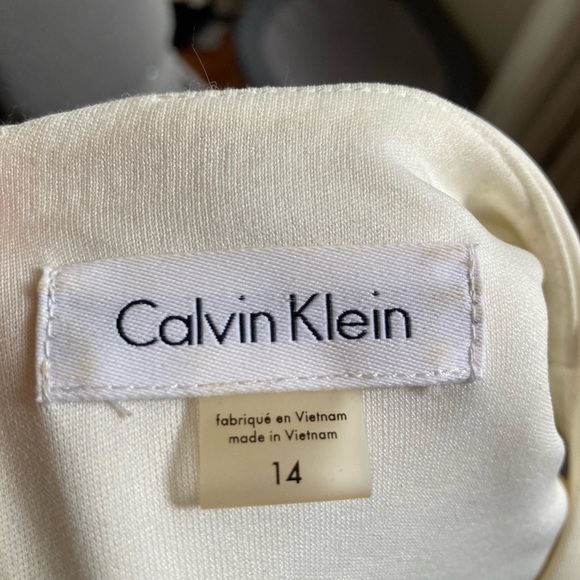 Calvin Klein
fabriqué en Vietnam
made in Vietnam
14